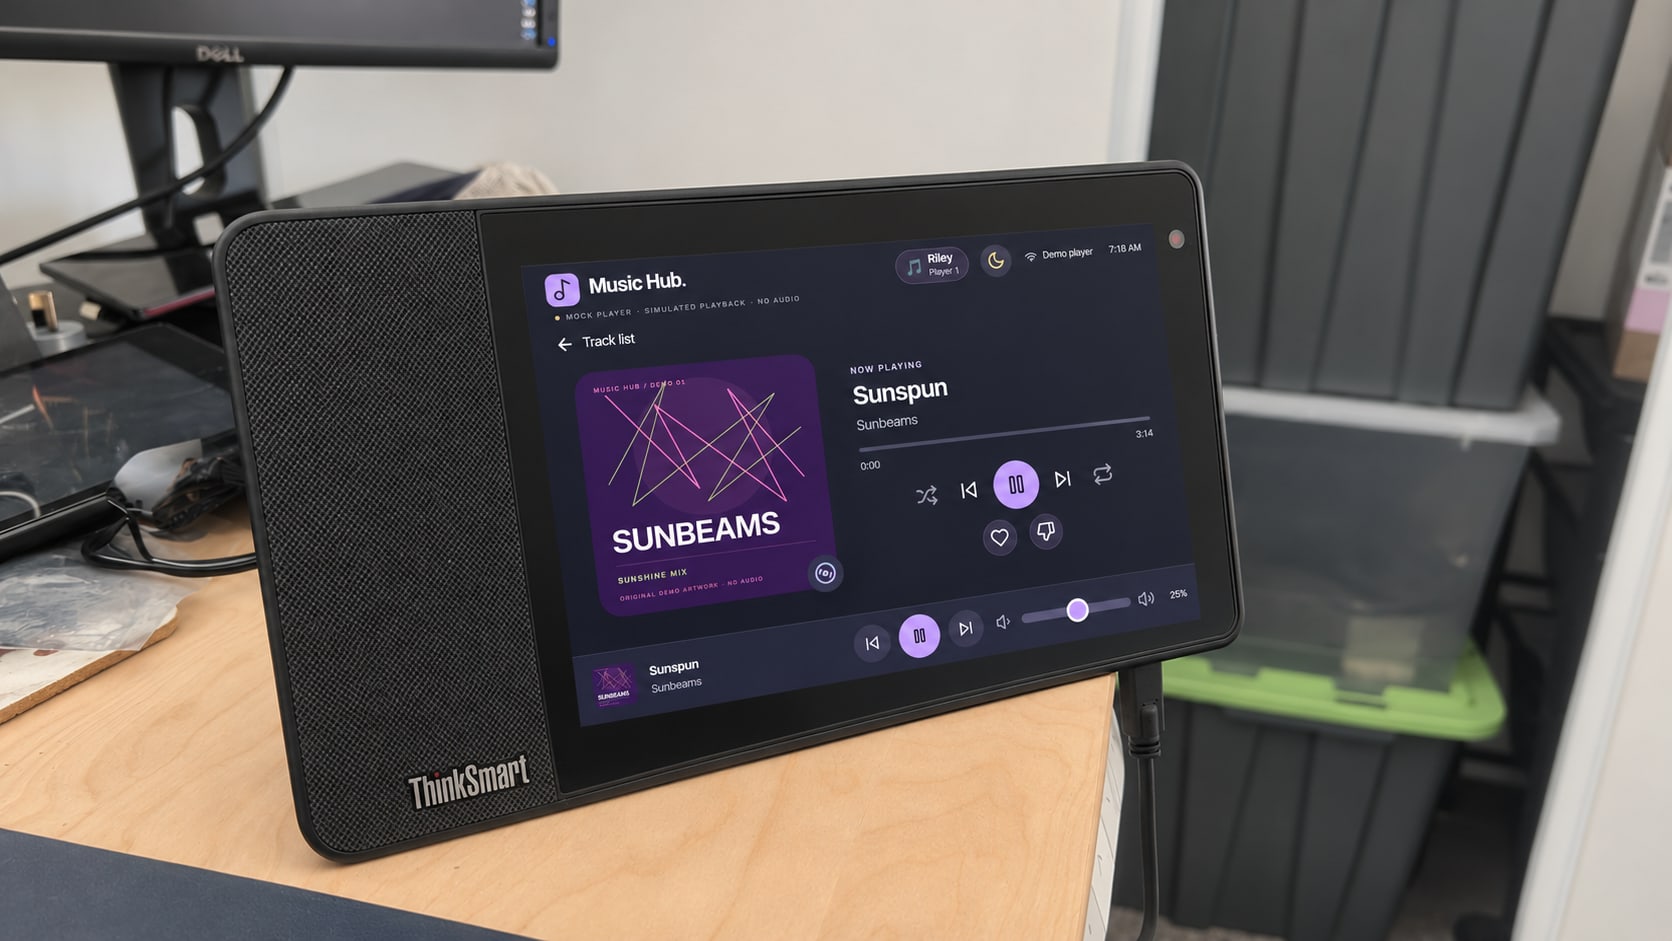 DELL
Music Hub.
Riley
Player 1
Demo player
7:18 AM
MOCK PLAYER · SIMULATED PLAYBACK · NO AUDIO
Track list
MUSIC HUB / DEMO 01
SUNBEAMS
SUNSHINE MIX
ORIGINAL DEMO ARTWORK · NO AUDIO
NOW PLAYING
Sunspun
Sunbeams
0:00
3:14
SUNBEAMS
Sunspun
Sunbeams
25%
ThinkSmart